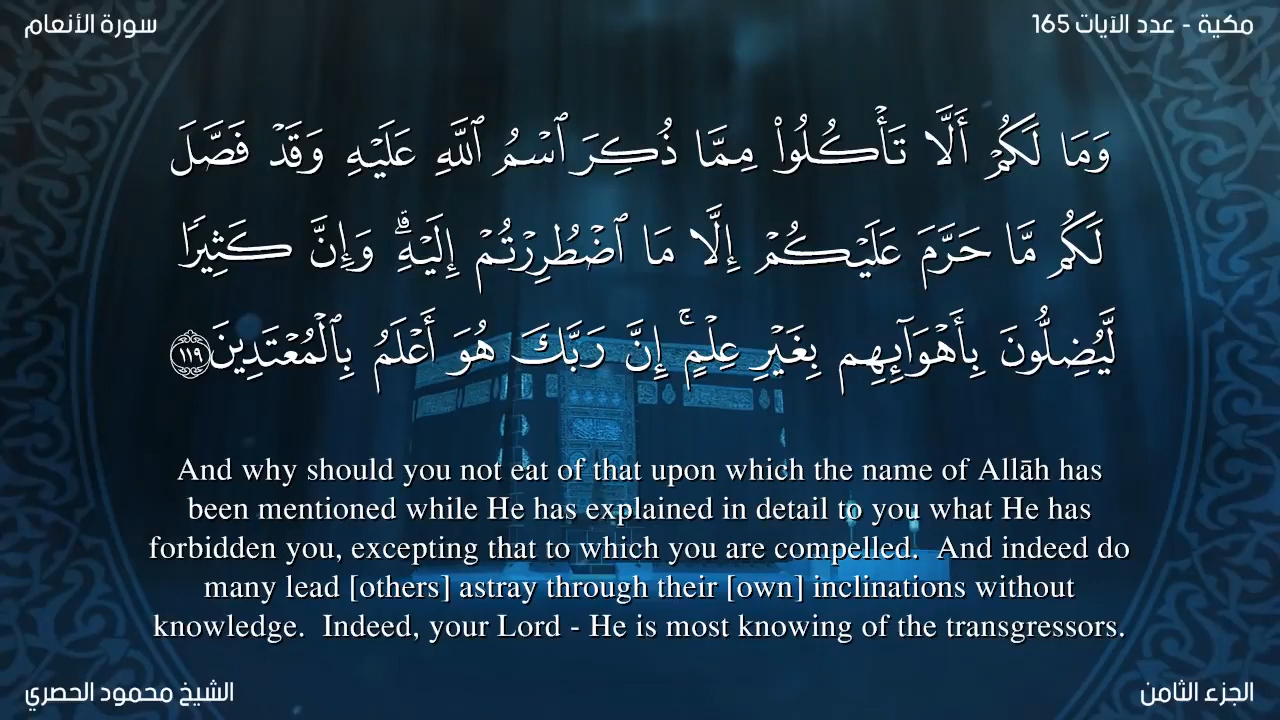 سورة الأنعام
مكية - عدد الآيات 165
وَمَا لَكُمْ أَلَّا تَأْكُلُوا۟ مِمَّا ذُكِرَ ٱسْمُ ٱللَّهِ عَلَيْهِ وَقَدْ فَصَّلَ
لَكُم مَّا حَرَّمَ عَلَيْكُمْ إِلَّا مَا ٱضْطُرِرْتُمْ إِلَيْهِ ۗ وَإِنَّ كَثِيرًا
لَّيُضِلُّونَ بِأَهْوَآئِهِم بِغَيْرِ عِلْمٍ ۚ إِنَّ رَبَّكَ هُوَ أَعْلَمُ بِٱلْمُعْتَدِينَ ١١٩
And why should you not eat of that upon which the name of Allāh has
been mentioned while He has explained in detail to you what He has
forbidden you, excepting that to which you are compelled.  And indeed do
many lead [others] astray through their [own] inclinations without
knowledge.  Indeed, your Lord - He is most knowing of the transgressors.
الشيخ محمود الحصري
الجزء الثامن